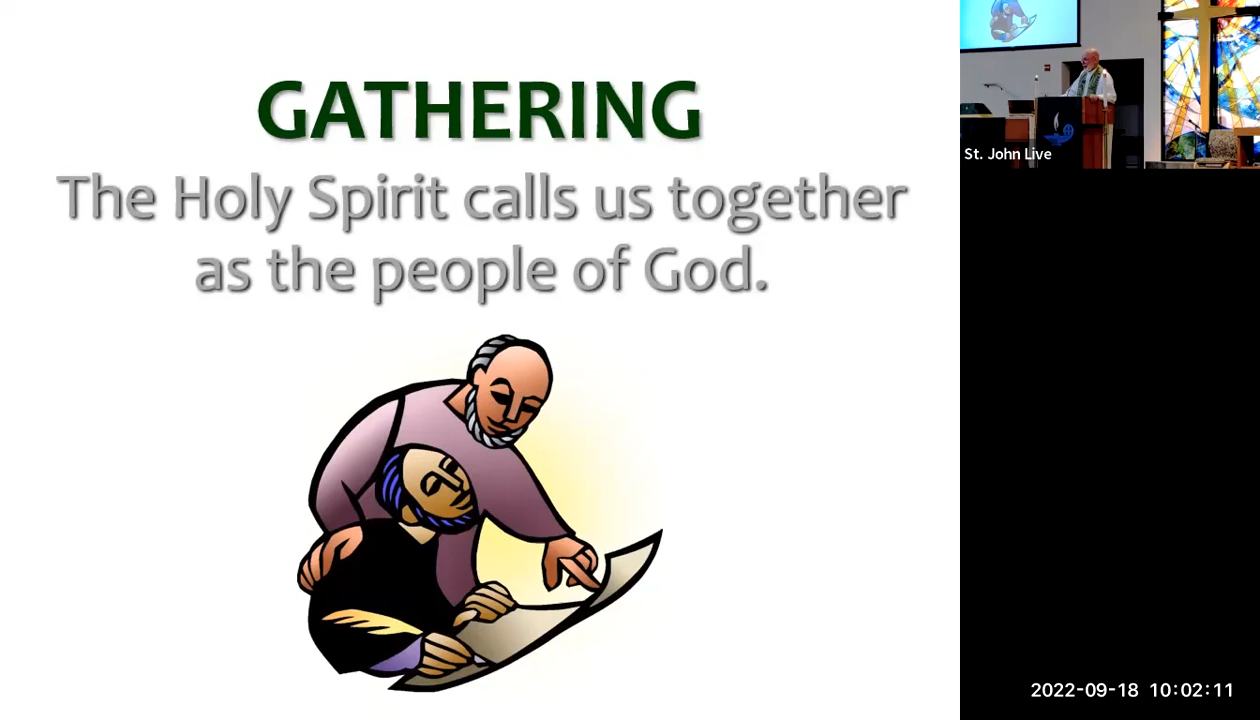 GATHERING
The Holy Spirit calls us together
as the people of God.
St. John Live
2022-09-18 10:02:11